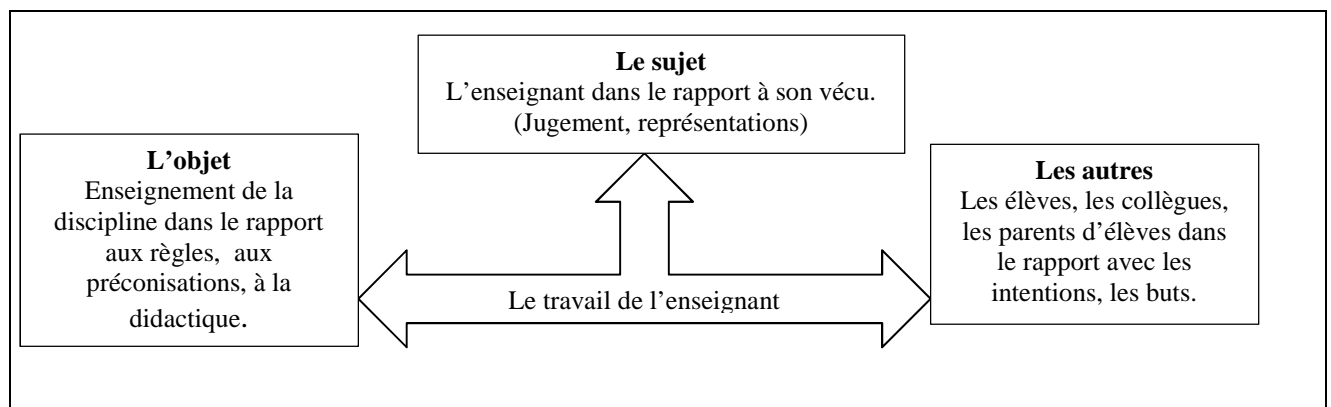 Le sujet
L’enseignant dans le rapport à son vécu.
(Jugement, représentations)
L’objet
Enseignement de la
discipline dans le rapport
aux règles, aux
préconisations, à la
didactique.
Les autres
Les élèves, les collègues,
les parents d’élèves dans
le rapport avec les
intentions, les buts.
Le travail de l’enseignant